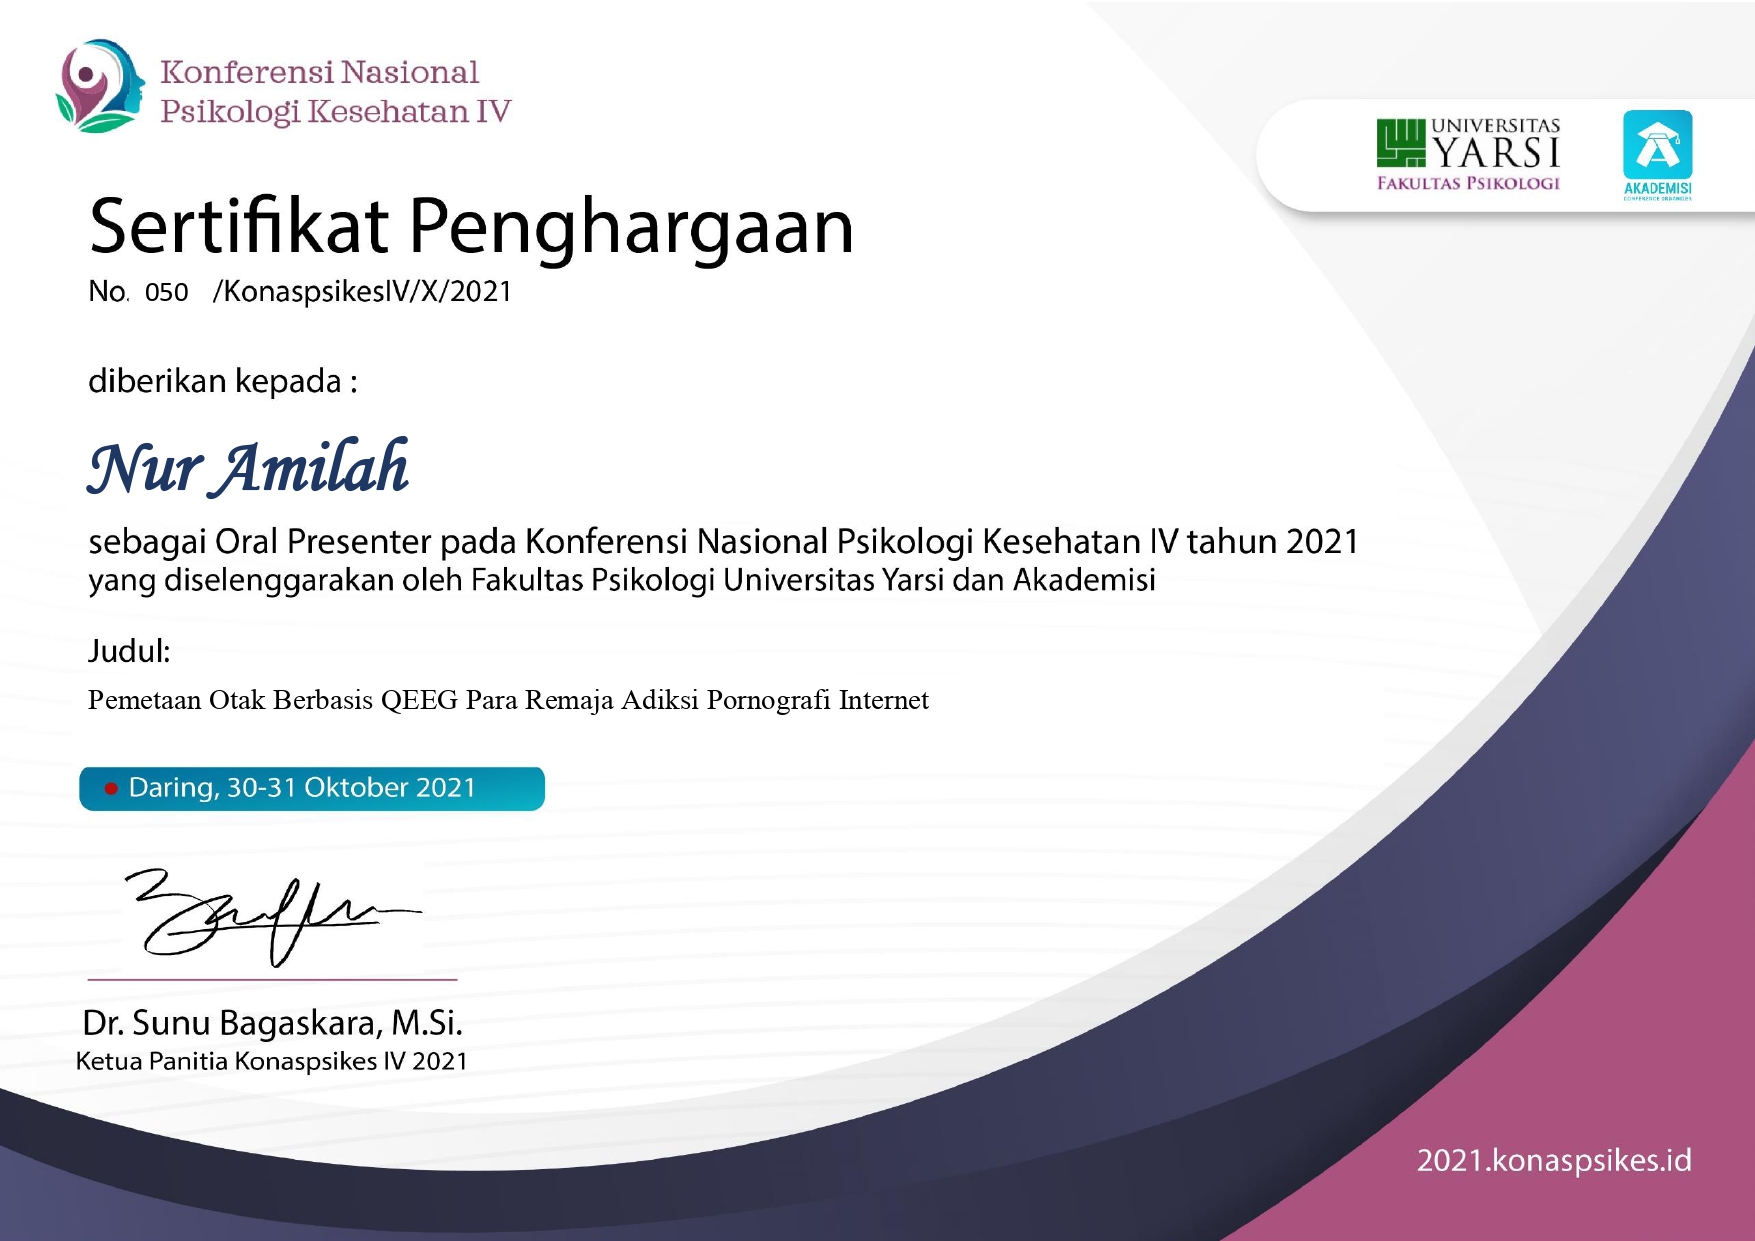 Konferensi Nasional
Psikologi Kesehatan IV
UNIVERSITAS
YARSI
FAKULTAS PSIKOLOGI
AKADEMISI
CONFERENCE ORGANIZER
Sertifikat Penghargaan
No. 050 /KonaspsikesIV/X/2021
diberikan kepada :
Nur Amilah
sebagai Oral Presenter pada Konferensi Nasional Psikologi Kesehatan IV tahun 2021
yang diselenggarakan oleh Fakultas Psikologi Universitas Yarsi dan Akademisi
Judul:
Pemetaan Otak Berbasis QEEG Para Remaja Adiksi Pornografi Internet
Daring, 30-31 Oktober 2021
Dr. Sunu Bagaskara, M.Si.
Ketua Panitia Konaspsikes IV 2021
2021.konaspsikes.id